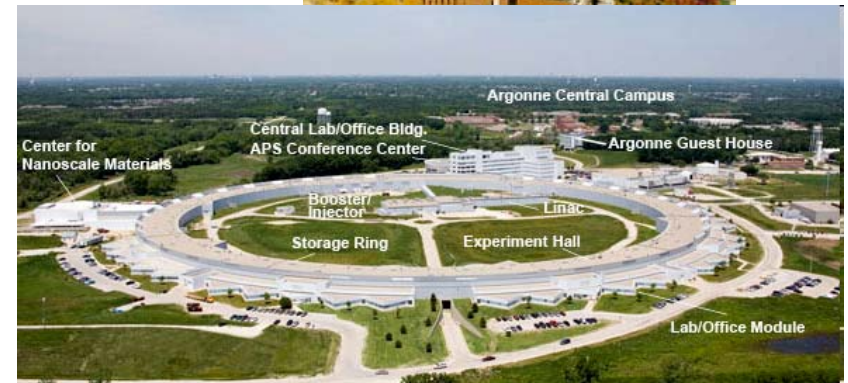 Argonne Central Campus
Central Lab/Office Bldg.
APS Conference Center
Argonne Guest House
Center for
Nanoscale Materials
Booster/
Injector
Linac
Storage Ring
Experiment Hall
Lab/Office Module